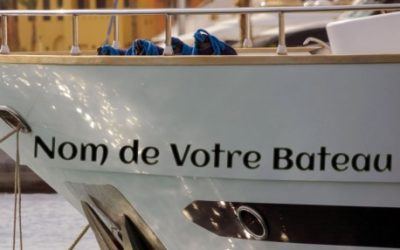 Nom de Votre Bateau